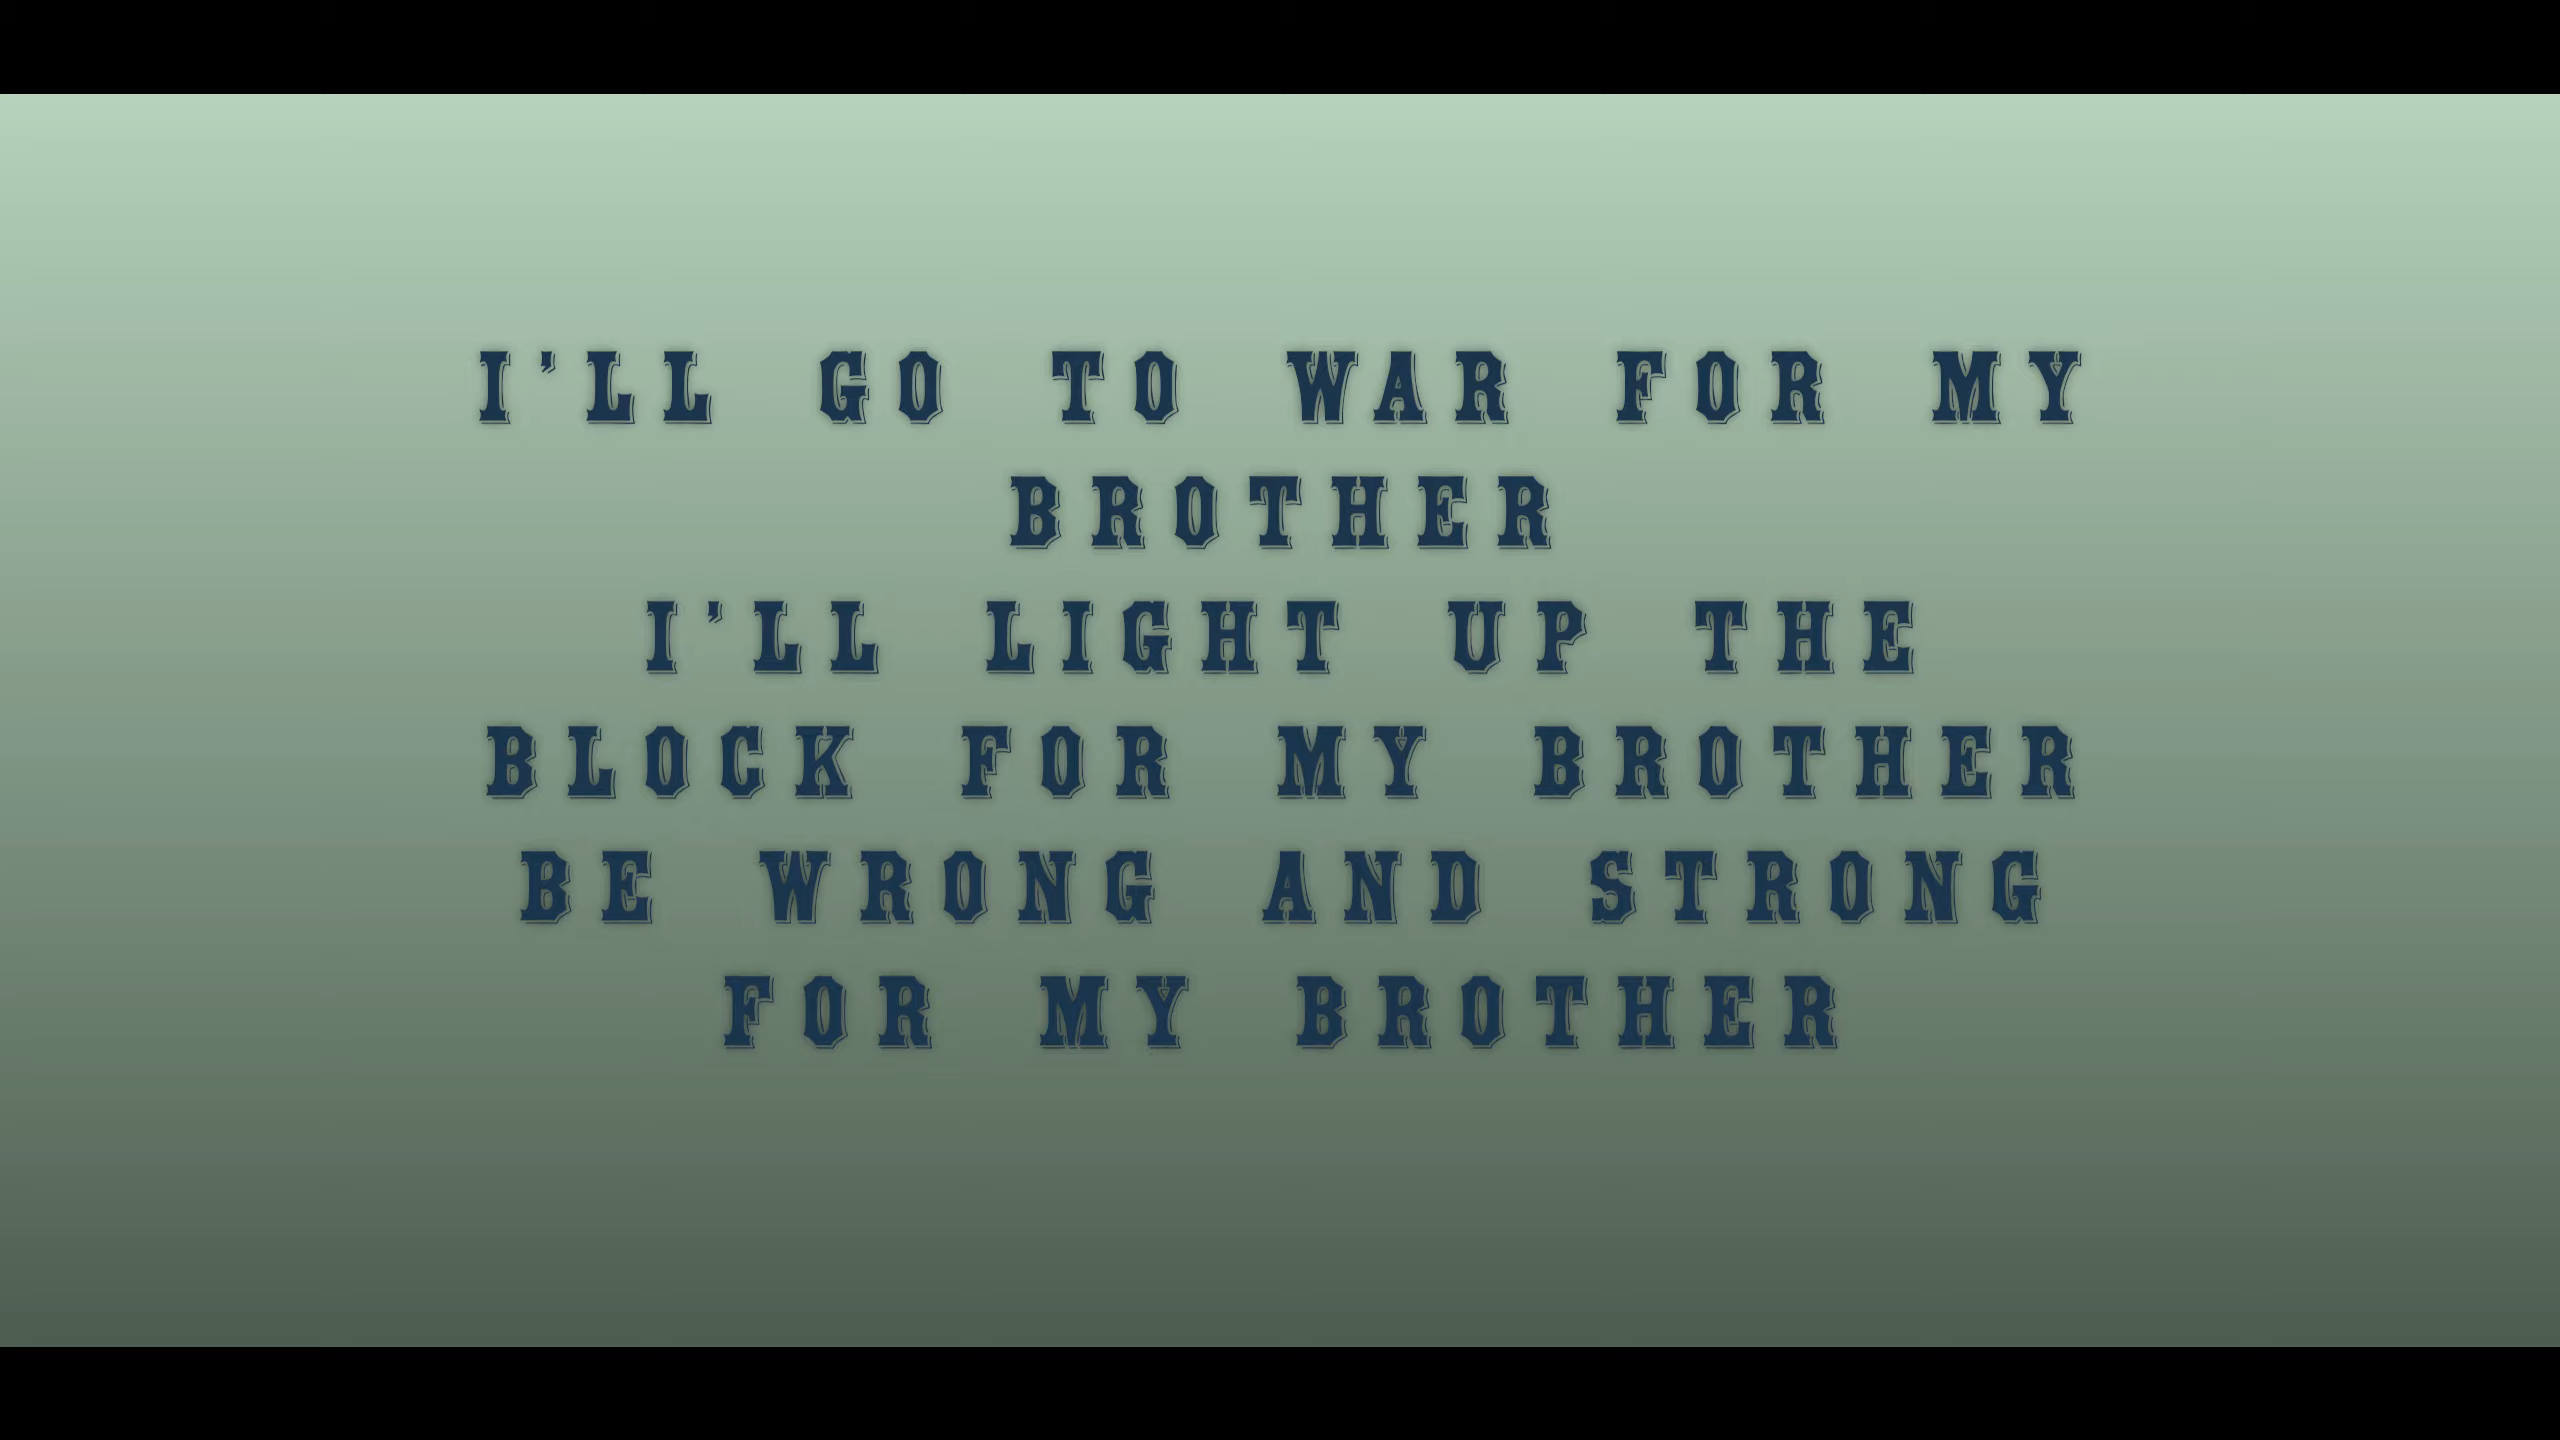 I'LL GO TO WAR FOR MY
BROTHER
I'LL LIGHT UP THE
BLOCK FOR MY BROTHER
BE WRONG AND STRONG
FOR MY BROTHER